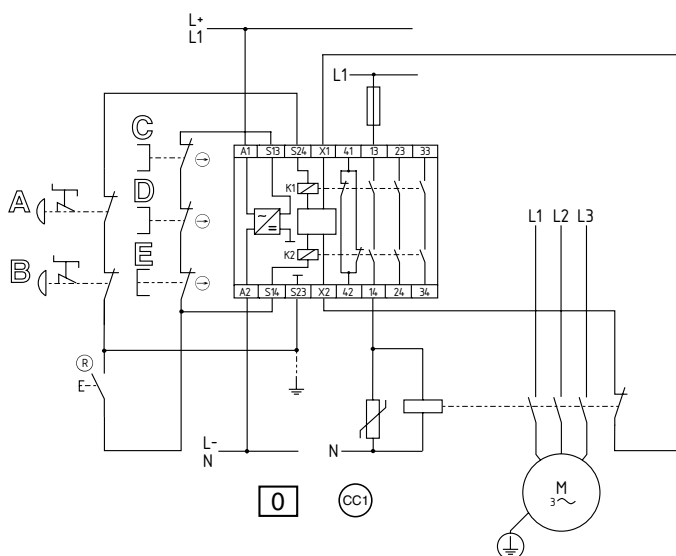 L+
L1
L1
C
A1 S13 S24 X1 41 13 23 33
K1
A
D
L1 L2 L3
~
=
B
E
K2
A2 S14 S23 X2 42 14 24 34
R
E
L-
N
N
M
3~
0
CC1